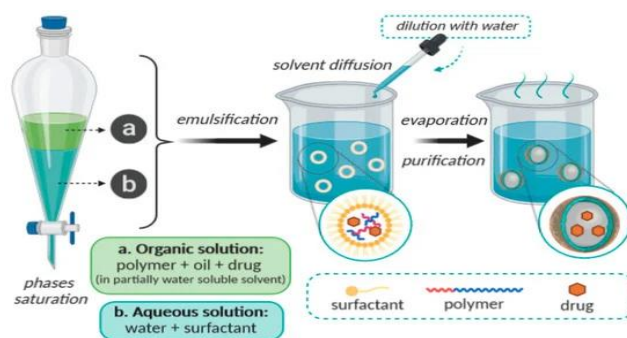 dilution with water
solvent diffusion
a
emulsification
evaporation
b
purification
phases
saturation
a. Organic solution:
polymer + oil + drug
(in partially water soluble solvent)
b. Aqueous solution:
water + surfactant
surfactant
polymer
drug